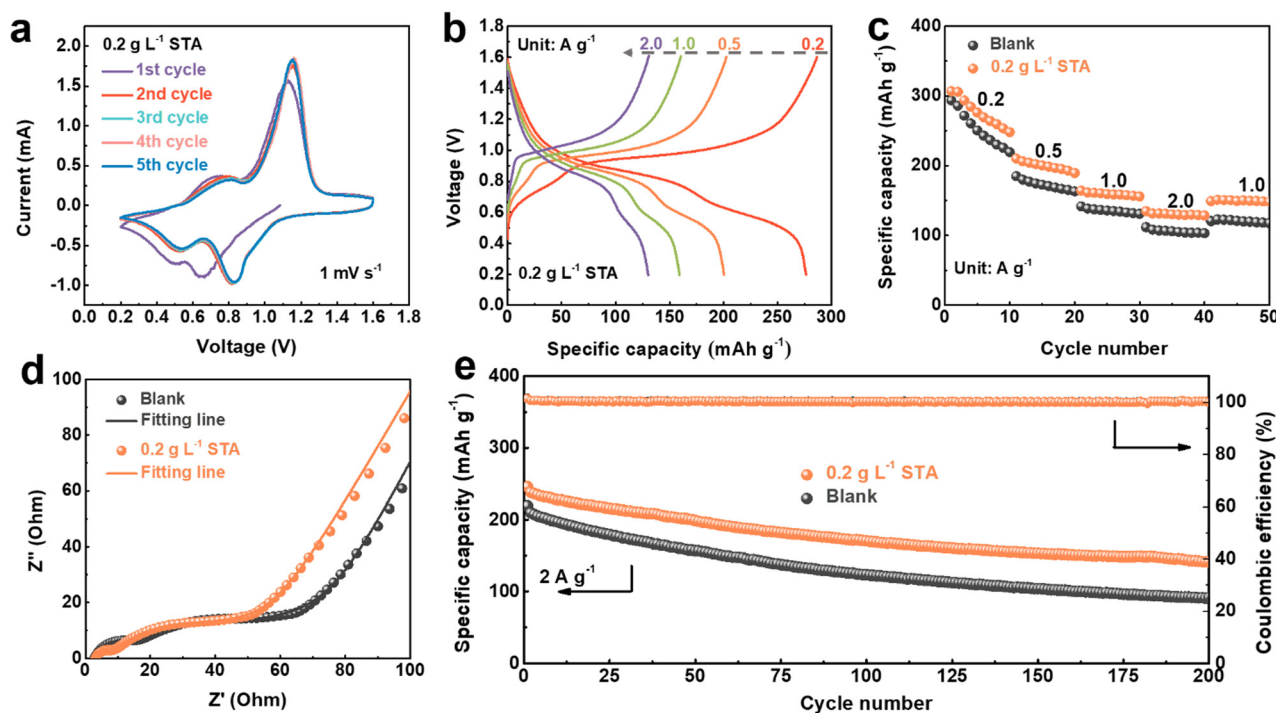 a
0.2 g L⁻¹ STA
1st cycle
2nd cycle
3rd cycle
4th cycle
5th cycle
1 mV s⁻¹
Current (mA)
2.0
1.5
1.0
0.5
0.0
-0.5
-1.0
0.0 0.2 0.4 0.6 0.8 1.0 1.2 1.4 1.6 1.8
Voltage (V)
b
Unit: A g⁻¹
2.0 1.0 0.5 0.2
0.2 g L⁻¹ STA
Voltage (V)
1.8
1.6
1.4
1.2
1.0
0.8
0.6
0.4
0.2
0.0
0 50 100 150 200 250 300
Specific capacity (mAh g⁻¹)
c
Blank
0.2 g L⁻¹ STA
0.2
0.5
1.0
2.0
1.0
Unit: A g⁻¹
Specific capacity (mAh g⁻¹)
400
300
200
100
0
0 10 20 30 40 50
Cycle number
d
Blank
Fitting line
0.2 g L⁻¹ STA
Fitting line
Z'' (Ohm)
100
80
60
40
20
0
0 20 40 60 80 100
Z' (Ohm)
e
0.2 g L⁻¹ STA
Blank
2 A g⁻¹
Specific capacity (mAh g⁻¹)
400
300
200
100
0
0 25 50 75 100 125 150 175 200
Cycle number
100
80
60
40
20
0
Coulombic efficiency (%)